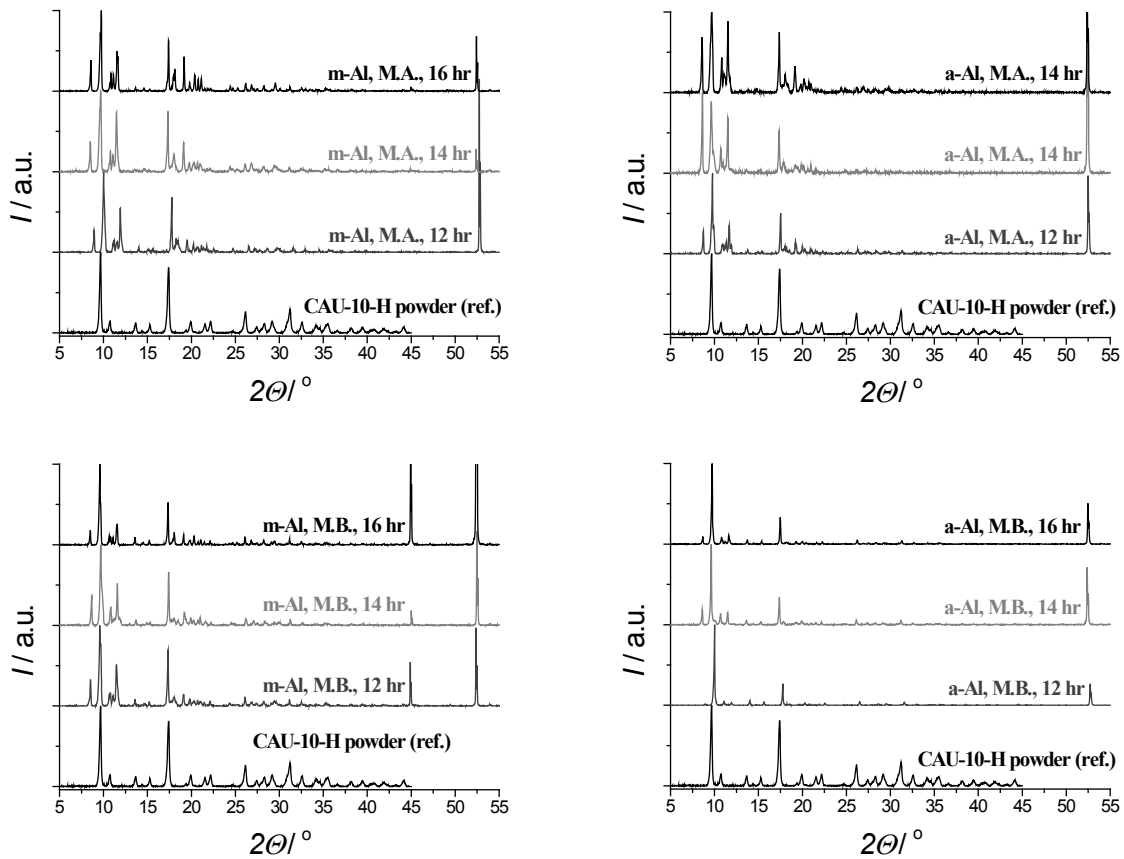 m-Al, M.A., 16 hr
m-Al, M.A., 14 hr
m-Al, M.A., 12 hr
CAU-10-H powder (ref.)
I / a.u.
5 10 15 20 25 30 35 40 45 50 55
2Θ/ °
a-Al, M.A., 14 hr
a-Al, M.A., 14 hr
a-Al, M.A., 12 hr
CAU-10-H powder (ref.)
I / a.u.
5 10 15 20 25 30 35 40 45 50 55
2Θ/ °
m-Al, M.B., 16 hr
m-Al, M.B., 14 hr
m-Al, M.B., 12 hr
CAU-10-H powder (ref.)
I / a.u.
5 10 15 20 25 30 35 40 45 50 55
2Θ/ °
a-Al, M.B., 16 hr
a-Al, M.B., 14 hr
a-Al, M.B., 12 hr
CAU-10-H powder (ref.)
I / a.u.
5 10 15 20 25 30 35 40 45 50 55
2Θ/ °